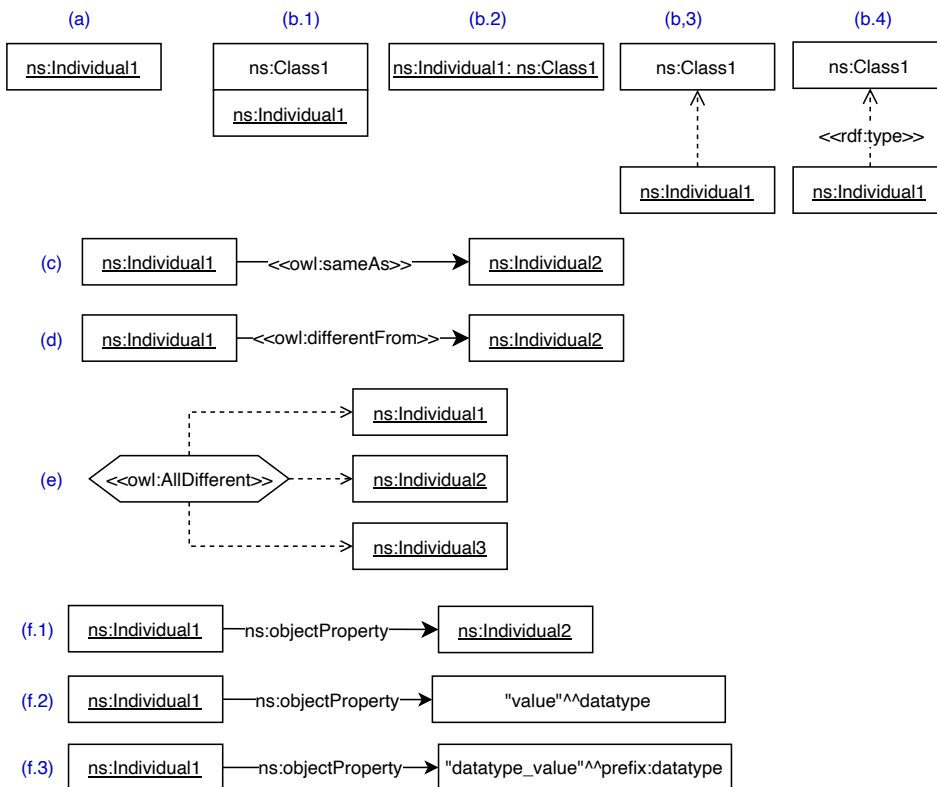 (a) (b.1) (b.2) (b,3) (b.4)
ns:Individual1 ns:Class1 ns:Individual1: ns:Class1 ns:Class1 ns:Class1
ns:Individual1
<<rdf:type>>
ns:Individual1 ns:Individual1
(c) ns:Individual1 <<owl:sameAs>> ns:Individual2
(d) ns:Individual1 <<owl:differentFrom>> ns:Individual2
ns:Individual1
(e) <<owl:AllDifferent>> ns:Individual2
ns:Individual3
(f.1) ns:Individual1 ns:objectProperty ns:Individual2
(f.2) ns:Individual1 ns:objectProperty "value"^^datatype
(f.3) ns:Individual1 ns:objectProperty "datatype_value"^^prefix:datatype